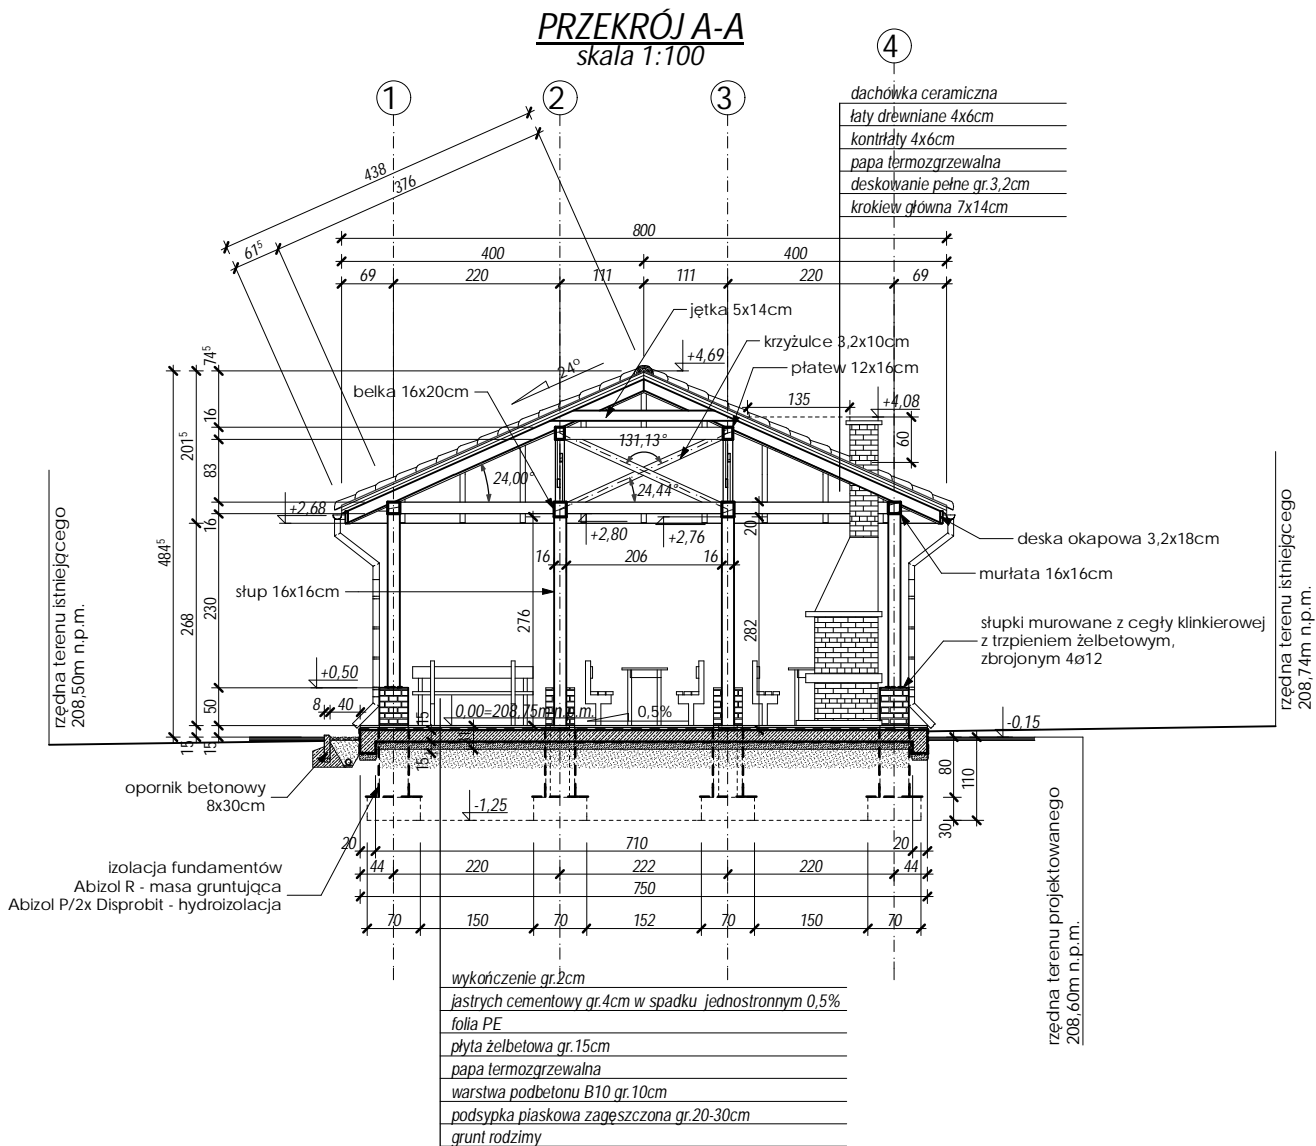 PRZEKRÓJ A-A
skala 1:100
1
2
3
4
dachówka ceramiczna
łaty drewniane 4x6cm
kontrłaty 4x6cm
papa termozgrzewalna
deskowanie pełne gr.3,2cm
krokiew główna 7x14cm
438
376
61⁵
800
400
400
69
220
111
111
220
69
jętka 5x14cm
krzyżulce 3,2x10cm
płatew 12x16cm
belka 16x20cm
24°
+4,69
135
+4,08
60
74⁵
16
201⁵
83
16
484⁵
131,13°
24,00°
24,44°
+2,68
+2,80
+2,76
20
16
206
16
deska okapowa 3,2x18cm
murłata 16x16cm
słup 16x16cm
276
282
230
268
słupki murowane z cegły klinkierowej
z trzpieniem żelbetowym,
zbrojonym 4ø12
rzędna terenu istniejącego
208,50m n.p.m.
rzędna terenu istniejącego
208,74m n.p.m.
+0,50
50
8
40
15
0,00=208,75m n.p.m.
0,5%
-0,15
15
15
15
80
110
30
opornik betonowy
8x30cm
-1,25
izolacja fundamentów
Abizol R - masa gruntująca
Abizol P/2x Disprobit - hydroizolacja
20
710
20
44
220
222
220
44
750
70
150
70
152
70
150
70
rzędna terenu projektowanego
208,60m n.p.m.
wykończenie gr.2cm
jastrych cementowy gr.4cm w spadku jednostronnym 0,5%
folia PE
płyta żelbetowa gr.15cm
papa termozgrzewalna
warstwa podbetonu B10 gr.10cm
podsypka piaskowa zagęszczona gr.20-30cm
grunt rodzimy